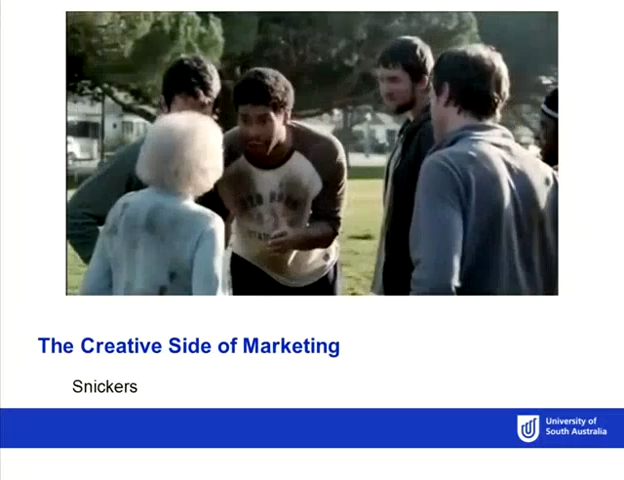 The Creative Side of Marketing
Snickers
University of
South Australia